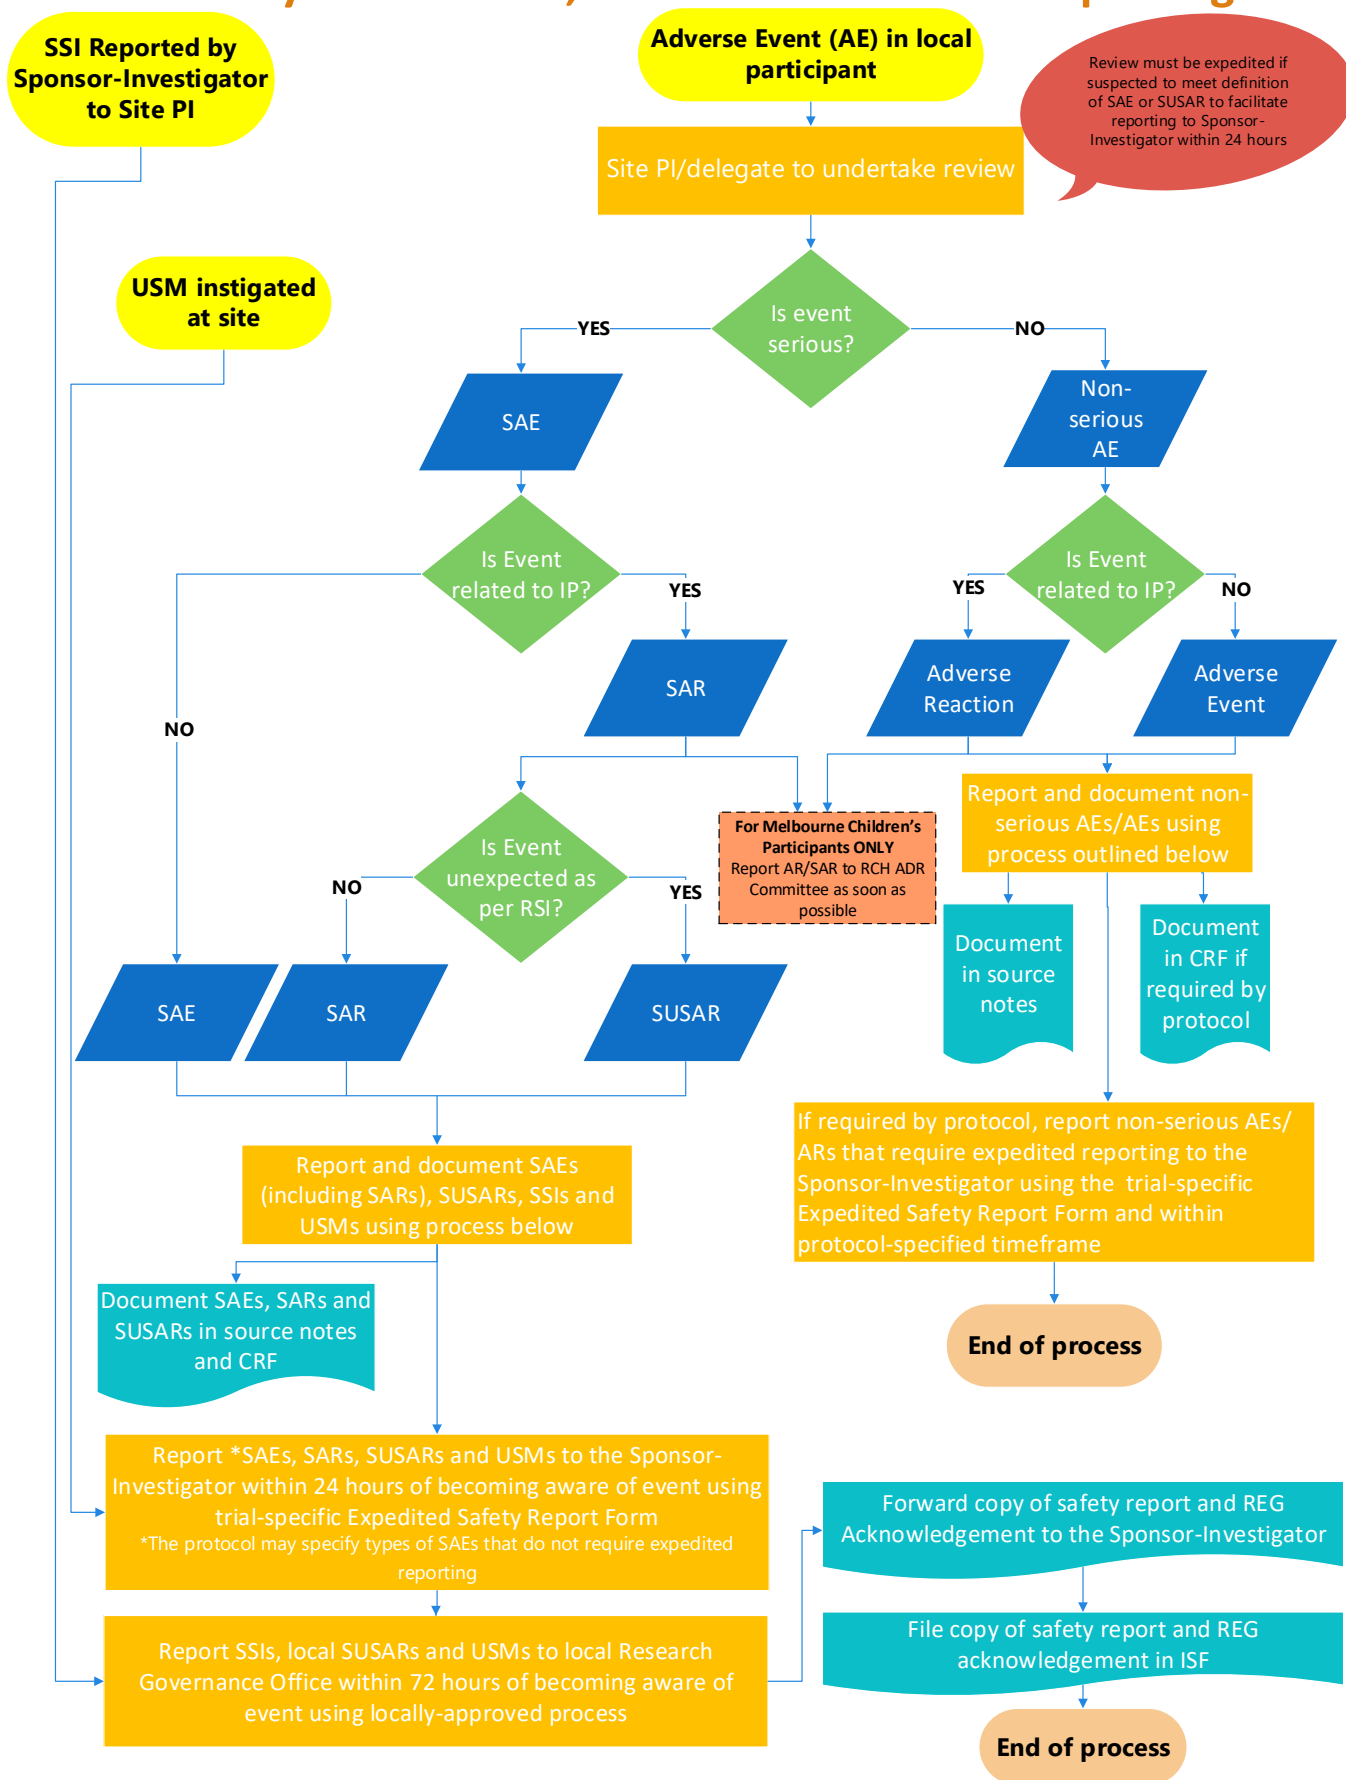 SSI Reported by
Sponsor-Investigator
to Site PI
Adverse Event (AE) in local
participant
Review must be expedited if
suspected to meet definition
of SAE or SUSAR to facilitate
reporting to Sponsor-
Investigator within 24 hours
Site PI/delegate to undertake review
USM instigated
at site
Is event
serious?
YES
NO
SAE
Non-
serious
AE
Is Event
related to IP?
YES
NO
Is Event
related to IP?
YES
NO
SAR
Adverse
Reaction
Adverse
Event
Is Event
unexpected as
per RSI?
NO
YES
For Melbourne Children’s
Participants ONLY
Report AR/SAR to RCH ADR
Committee as soon as
possible
Report and document non-
serious AEs/AEs using
process outlined below
Document
in source
notes
Document
in CRF if
required by
protocol
SAE
SAR
SUSAR
If required by protocol, report non-serious AEs/
ARs that require expedited reporting to the
Sponsor-Investigator using the trial-specific
Expedited Safety Report Form and within
protocol-specified timeframe
End of process
Report and document SAEs
(including SARs), SUSARs, SSIs and
USMs using process below
Document SAEs, SARs and
SUSARs in source notes
and CRF
Report *SAEs, SARs, SUSARs and USMs to the Sponsor-
Investigator within 24 hours of becoming aware of event using
trial-specific Expedited Safety Report Form
*The protocol may specify types of SAEs that do not require expedited
reporting
Report SSIs, local SUSARs and USMs to local Research
Governance Office within 72 hours of becoming aware of
event using locally-approved process
Forward copy of safety report and REG
Acknowledgement to the Sponsor-Investigator
File copy of safety report and REG
acknowledgement in ISF
End of process